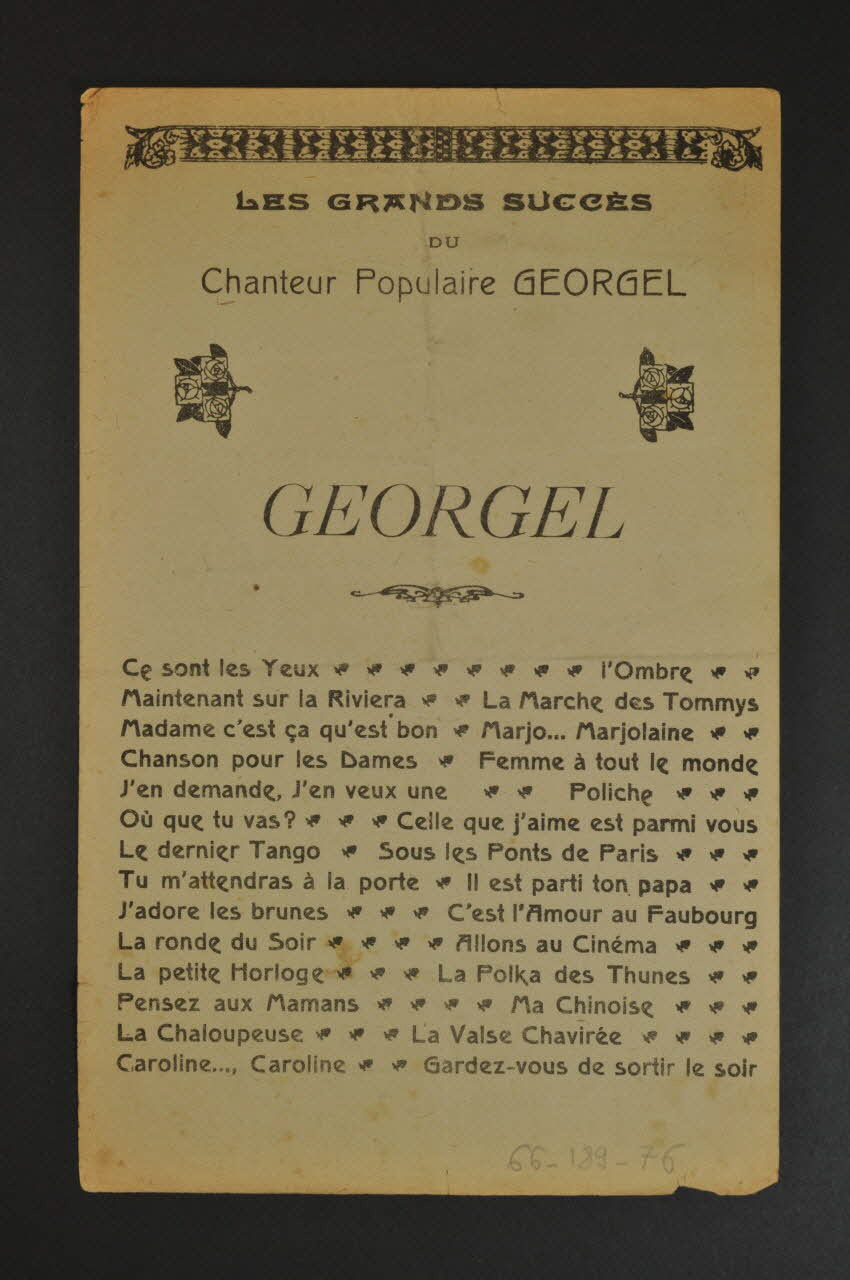 LES GRANDS SUCCÈS
DU
Chanteur Populaire GEORGEL
GEORGEL
Ce sont les Yeux l'Ombre
Maintenant sur la Riviera La Marche des Tommys
Madame c'est ça qu'est bon Marjo... Marjolaine
Chanson pour les Dames Femme à tout le monde
J'en demande, J'en veux une Poliche
Où que tu vas? Celle que j'aime est parmi vous
Le dernier Tango Sous les Ponts de Paris
Tu m'attendras à la porte Il est parti ton papa
J'adore les brunes C'est l'Amour au Faubourg
La ronde du Soir Allons au Cinéma
La petite Horloge La Polka des Thunes
Pensez aux Mamans Ma Chinoise
La Chaloupeuse La Valse Chavirée
Caroline..., Caroline Gardez-vous de sortir le soir
66-189-76